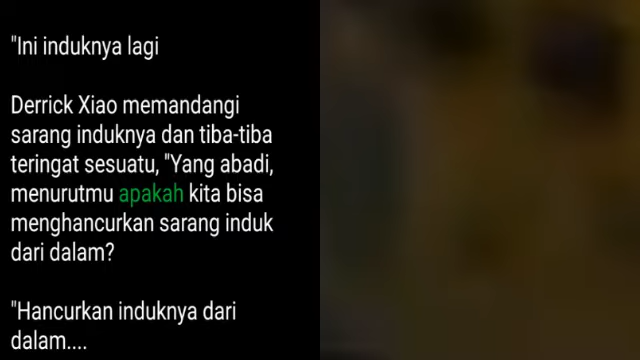 "Ini induknya lagi
Derrick Xiao memandangi
sarang induknya dan tiba-tiba
teringat sesuatu, "Yang abadi,
menurutmu apakah kita bisa
menghancurkan sarang induk
dari dalam?
"Hancurkan induknya dari
dalam....